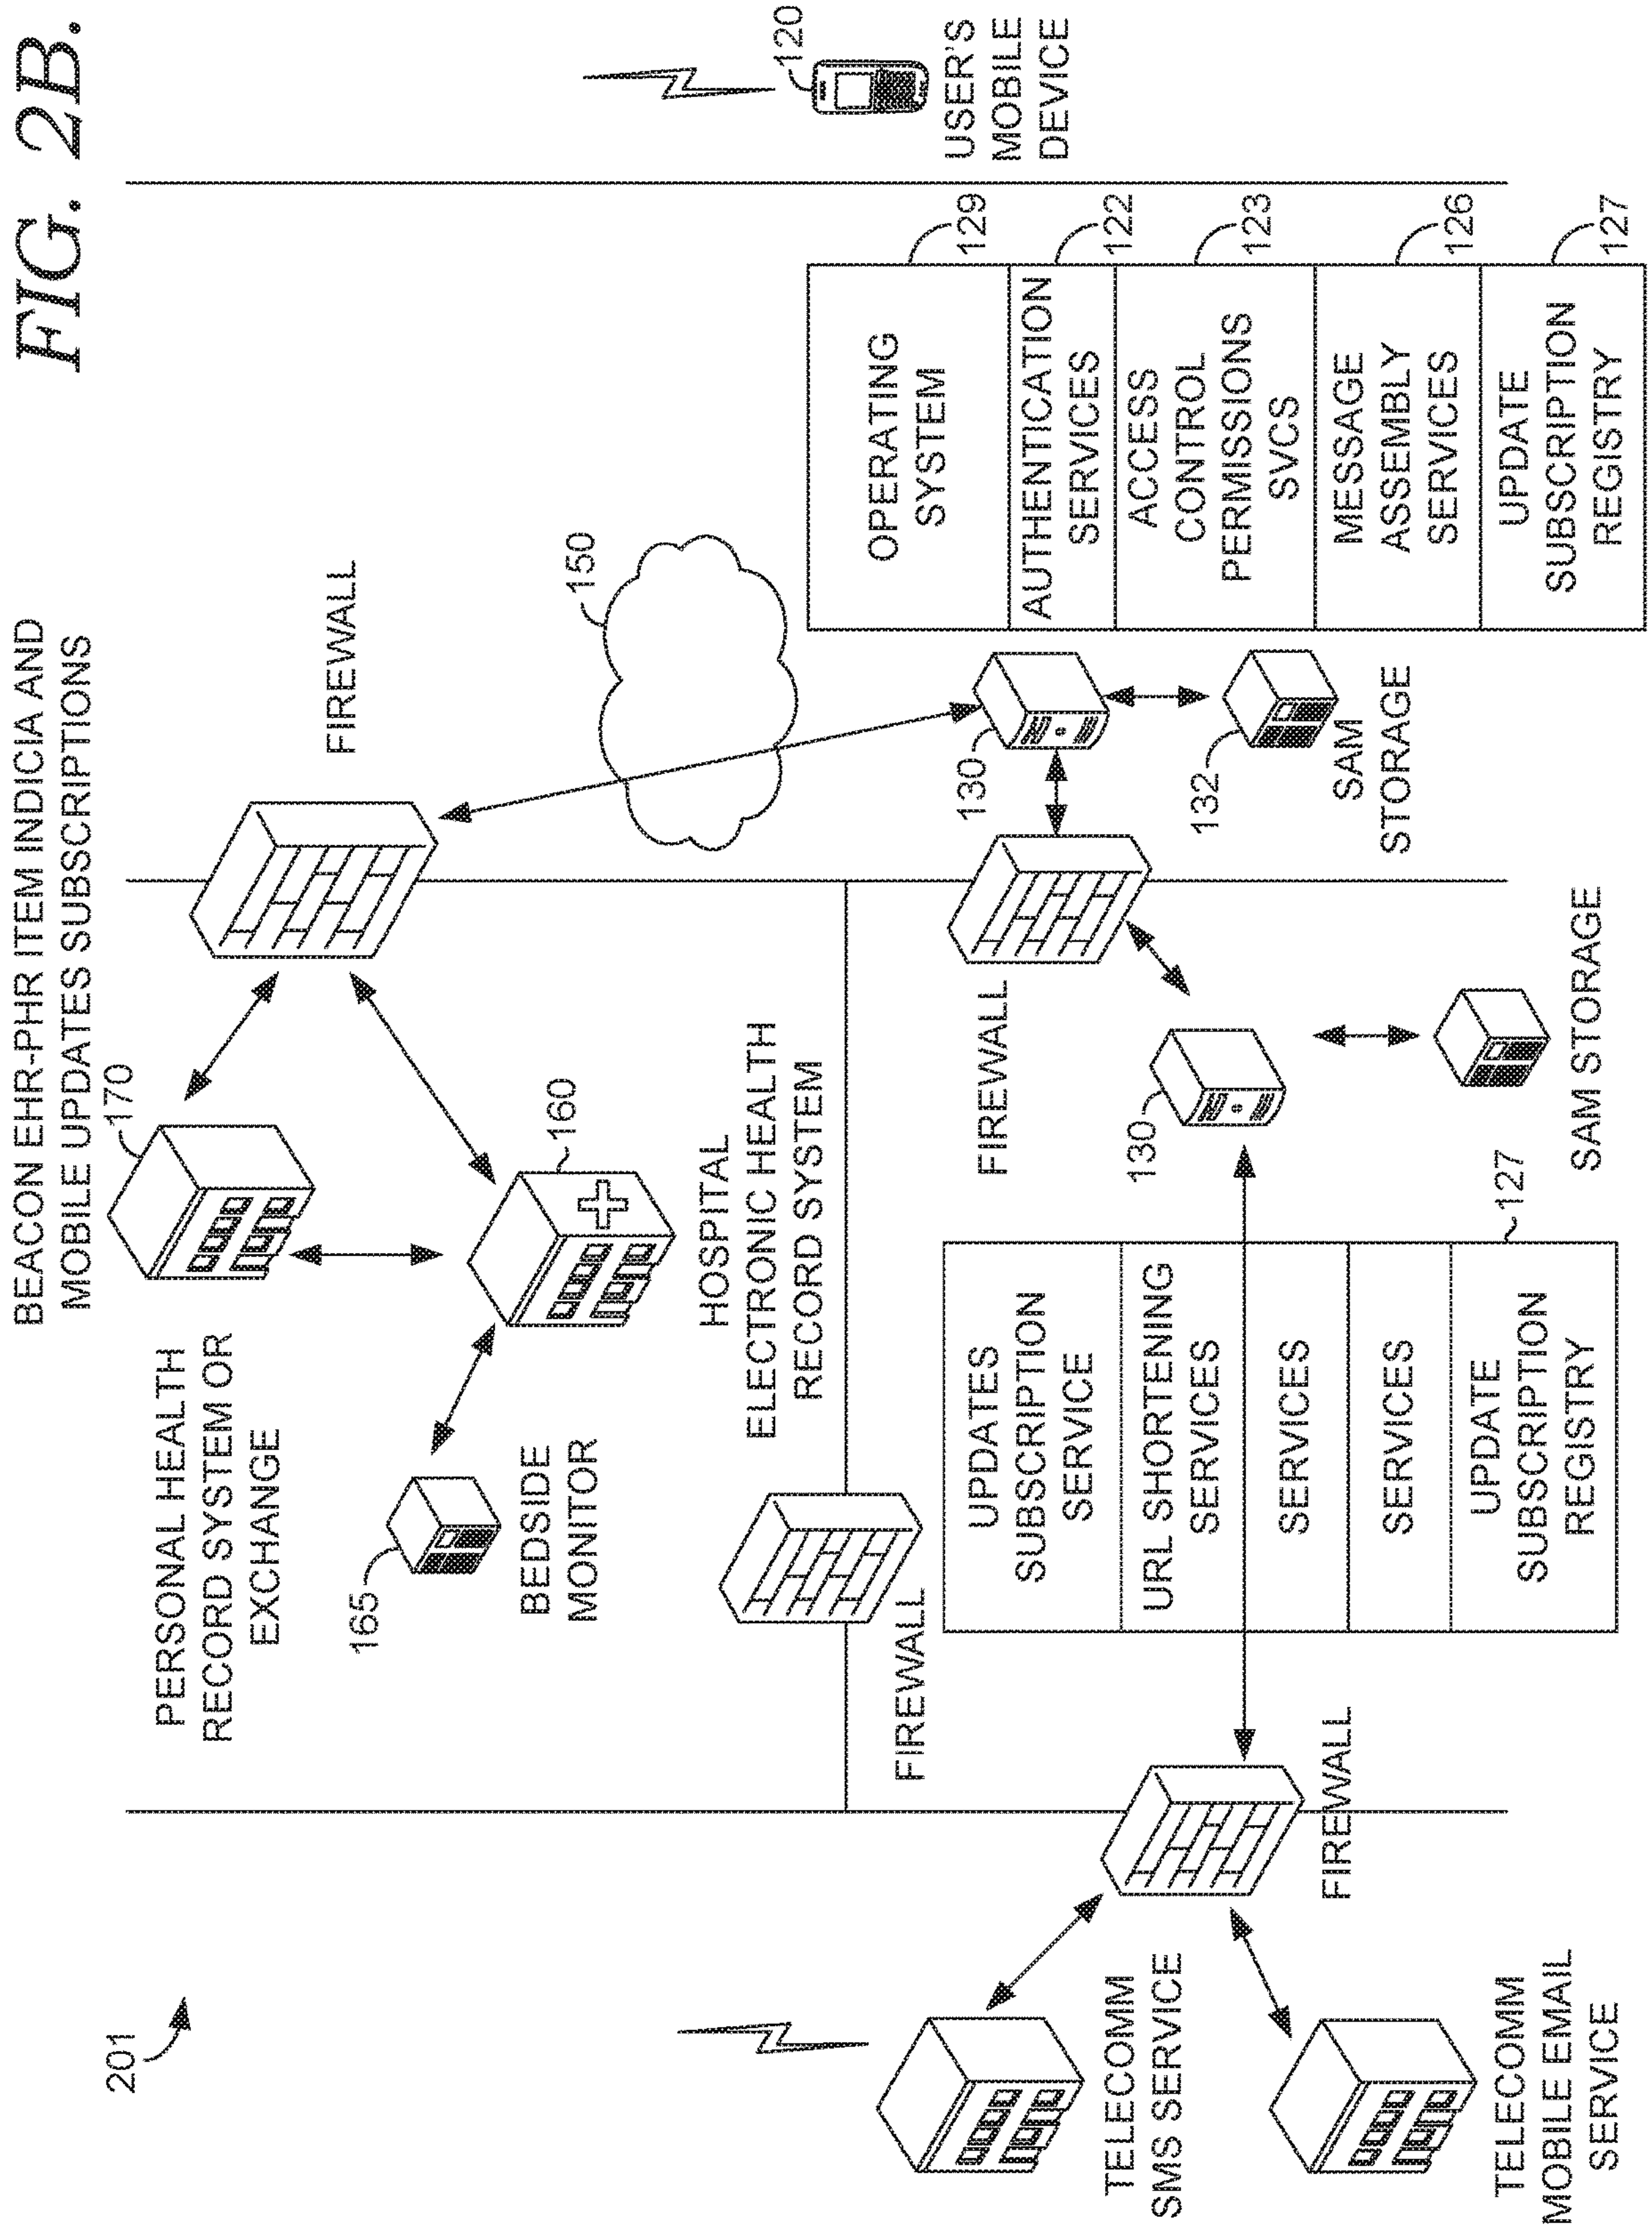 FIG. 2B.
BEACON EHR-PHR ITEM INDICIA AND
MOBILE UPDATES SUBSCRIPTIONS
201
PERSONAL HEALTH
RECORD SYSTEM OR
EXCHANGE
170
FIREWALL
165
BEDSIDE
MONITOR
160
HOSPITAL
ELECTRONIC HEALTH
RECORD SYSTEM
150
120
USER'S
MOBILE
DEVICE
FIREWALL
TELECOMM
SMS SERVICE
TELECOMM
MOBILE EMAIL
SERVICE
FIREWALL
UPDATES
SUBSCRIPTION
SERVICE
URL SHORTENING
SERVICES
SERVICES
SERVICES
UPDATE
SUBSCRIPTION
REGISTRY
127
FIREWALL
130
SAM STORAGE
130
132
SAM
STORAGE
OPERATING
SYSTEM
129
AUTHENTICATION
SERVICES
122
ACCESS
CONTROL
PERMISSIONS
SVCS
123
MESSAGE
ASSEMBLY
SERVICES
126
UPDATE
SUBSCRIPTION
REGISTRY
127